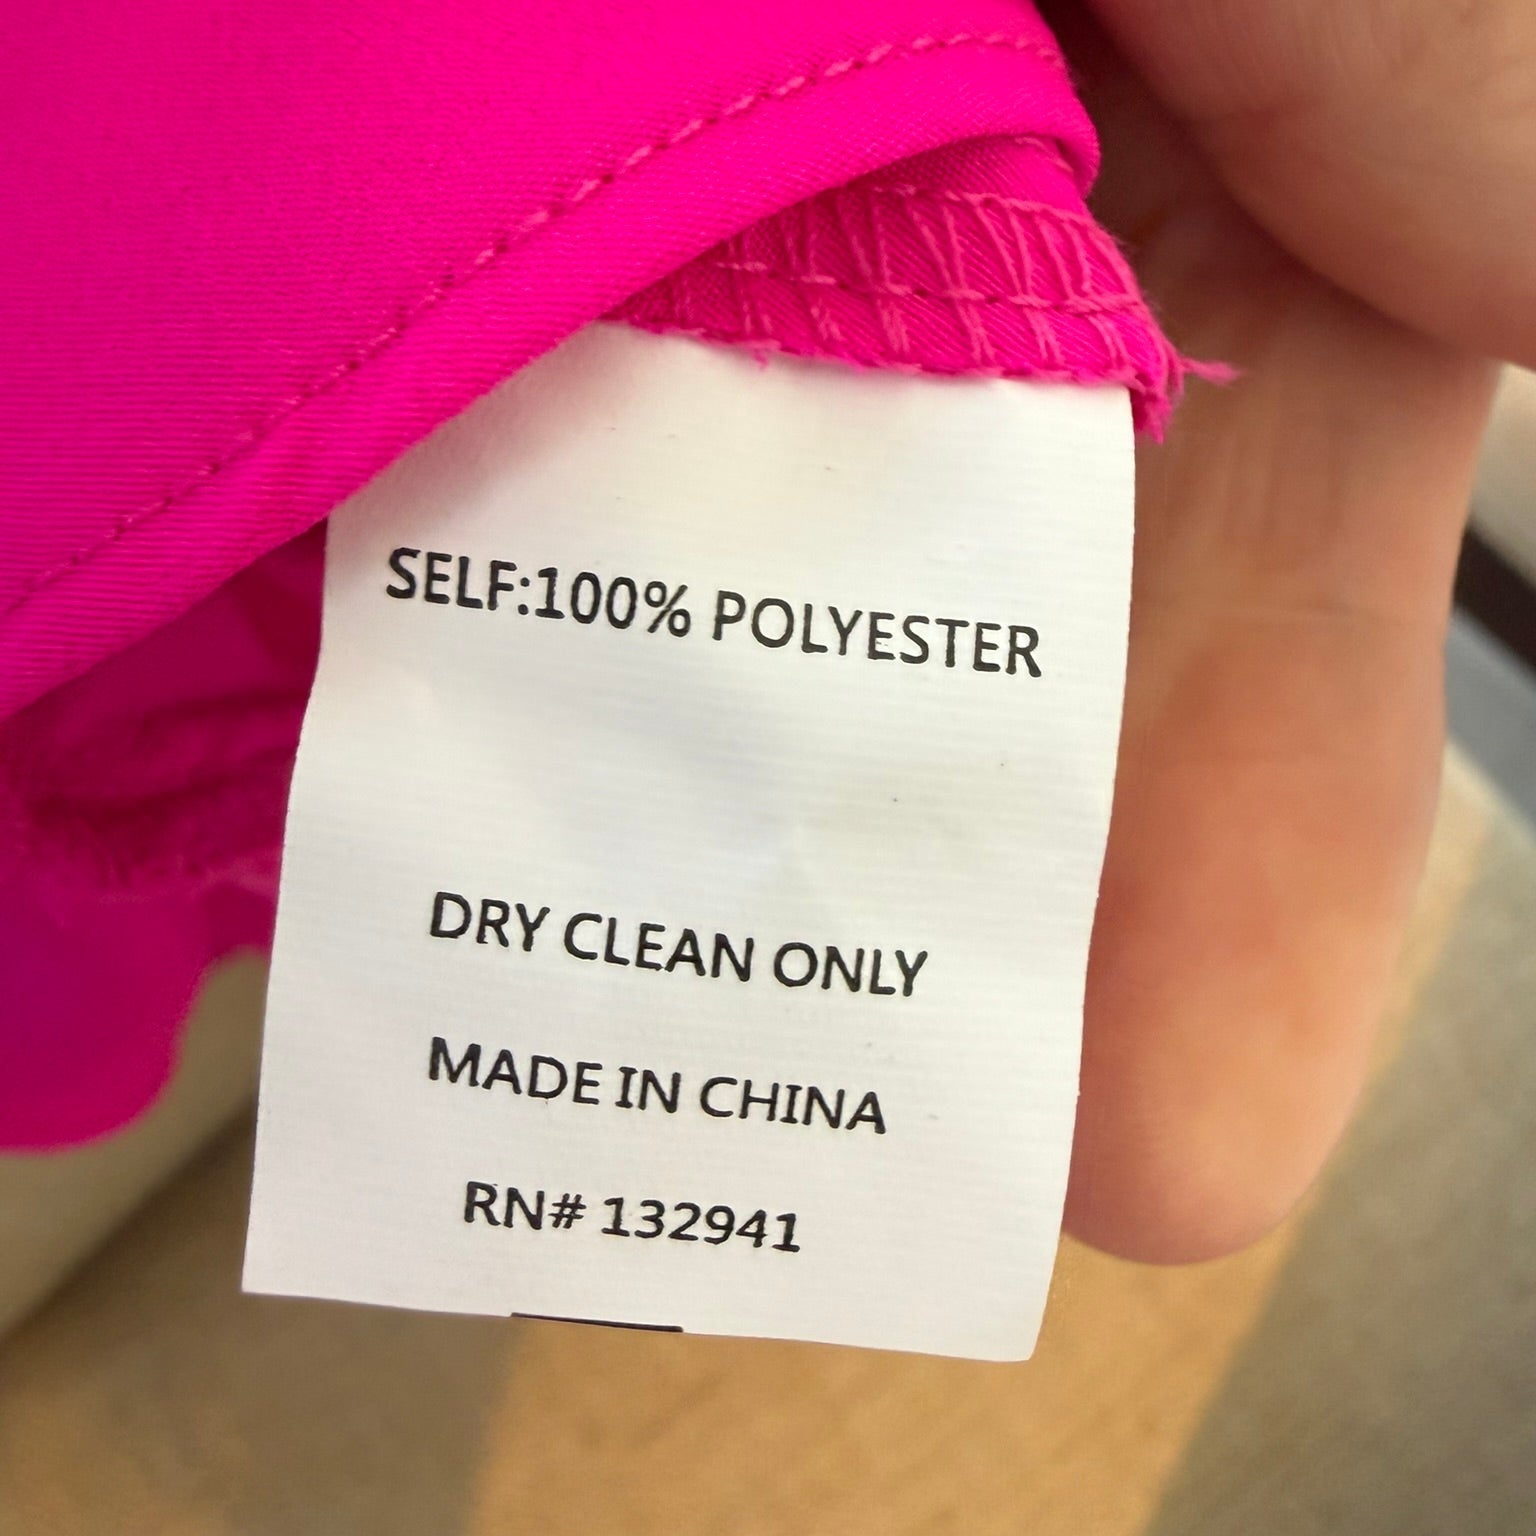 SELF:100% POLYESTER
DRY CLEAN ONLY
MADE IN CHINA
RN# 132941